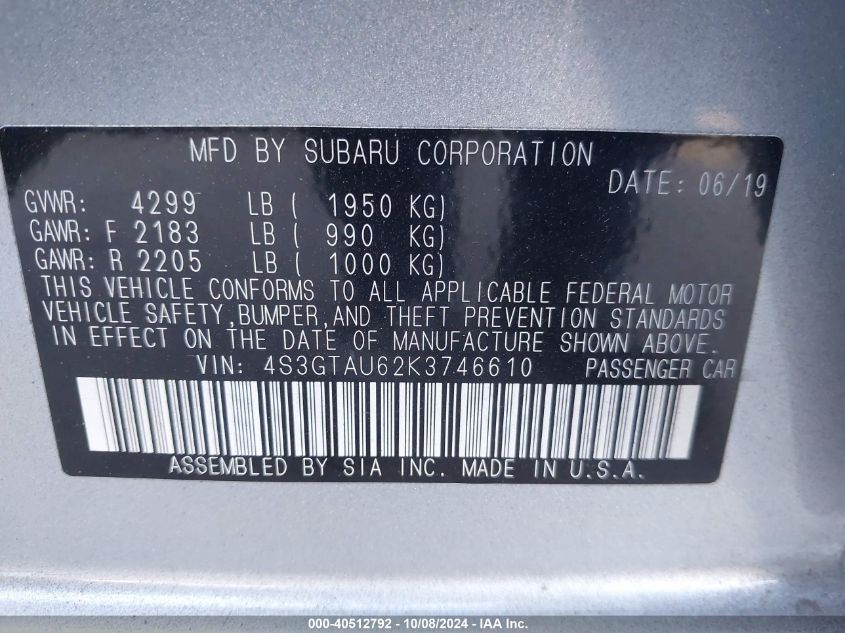 MFD BY SUBARU CORPORATION
DATE: 06/19
GVWR: 4299 LB ( 1950 KG)
GAWR: F 2183 LB ( 990 KG)
GAWR: R 2205 LB ( 1000 KG)
THIS VEHICLE CONFORMS TO ALL APPLICABLE FEDERAL MOTOR
VEHICLE SAFETY,BUMPER,AND THEFT PREVENTION STANDARDS
IN EFFECT ON THE DATE OF MANUFACTURE SHOWN ABOVE.
VIN: 4S3GTAU62K3746610 PASSENGER CAR
ASSEMBLED BY SIA INC. MADE IN U.S.A.
000-40512792 - 10/08/2024 - IAA Inc.